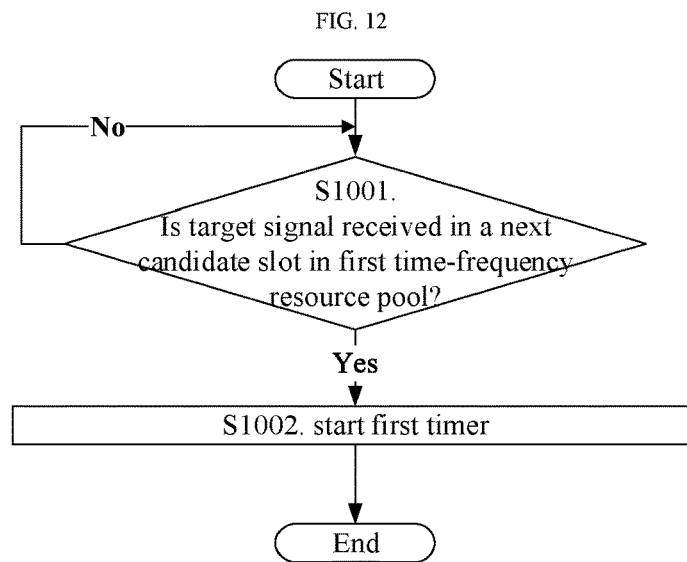 FIG. 12
Start
No
S1001.
Is target signal received in a next
candidate slot in first time-frequency
resource pool?
Yes
S1002. start first timer
End